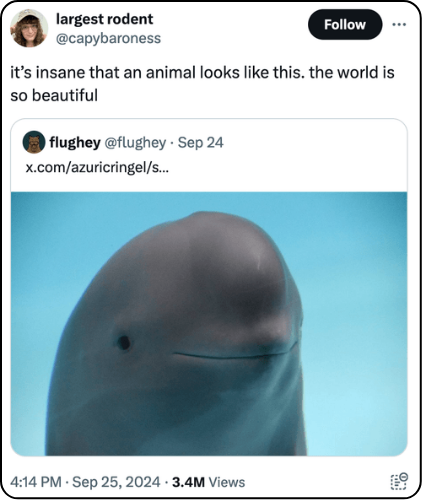 largest rodent
@capybaroness
Follow
it's insane that an animal looks like this. the world is
so beautiful
flughey @flughey · Sep 24
x.com/azuricringel/s...
4:14 PM · Sep 25, 2024 · 3.4M Views